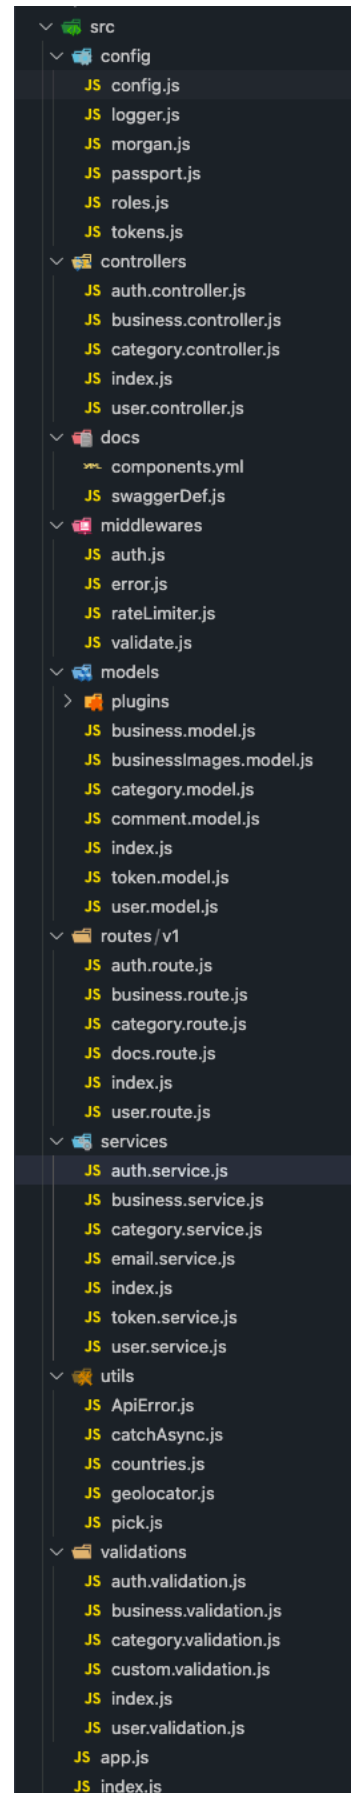 src
config
JS config.js
JS logger.js
JS morgan.js
JS passport.js
JS roles.js
JS tokens.js
controllers
JS auth.controller.js
JS business.controller.js
JS category.controller.js
JS index.js
JS user.controller.js
docs
YML components.yml
JS swaggerDef.js
middlewares
JS auth.js
JS error.js
JS rateLimiter.js
JS validate.js
models
plugins
JS business.model.js
JS businessImages.model.js
JS category.model.js
JS comment.model.js
JS index.js
JS token.model.js
JS user.model.js
routes/v1
JS auth.route.js
JS business.route.js
JS category.route.js
JS docs.route.js
JS index.js
JS user.route.js
services
JS auth.service.js
JS business.service.js
JS category.service.js
JS email.service.js
JS index.js
JS token.service.js
JS user.service.js
utils
JS ApiError.js
JS catchAsync.js
JS countries.js
JS geolocator.js
JS pick.js
validations
JS auth.validation.js
JS business.validation.js
JS category.validation.js
JS custom.validation.js
JS index.js
JS user.validation.js
JS app.js
JS index.js